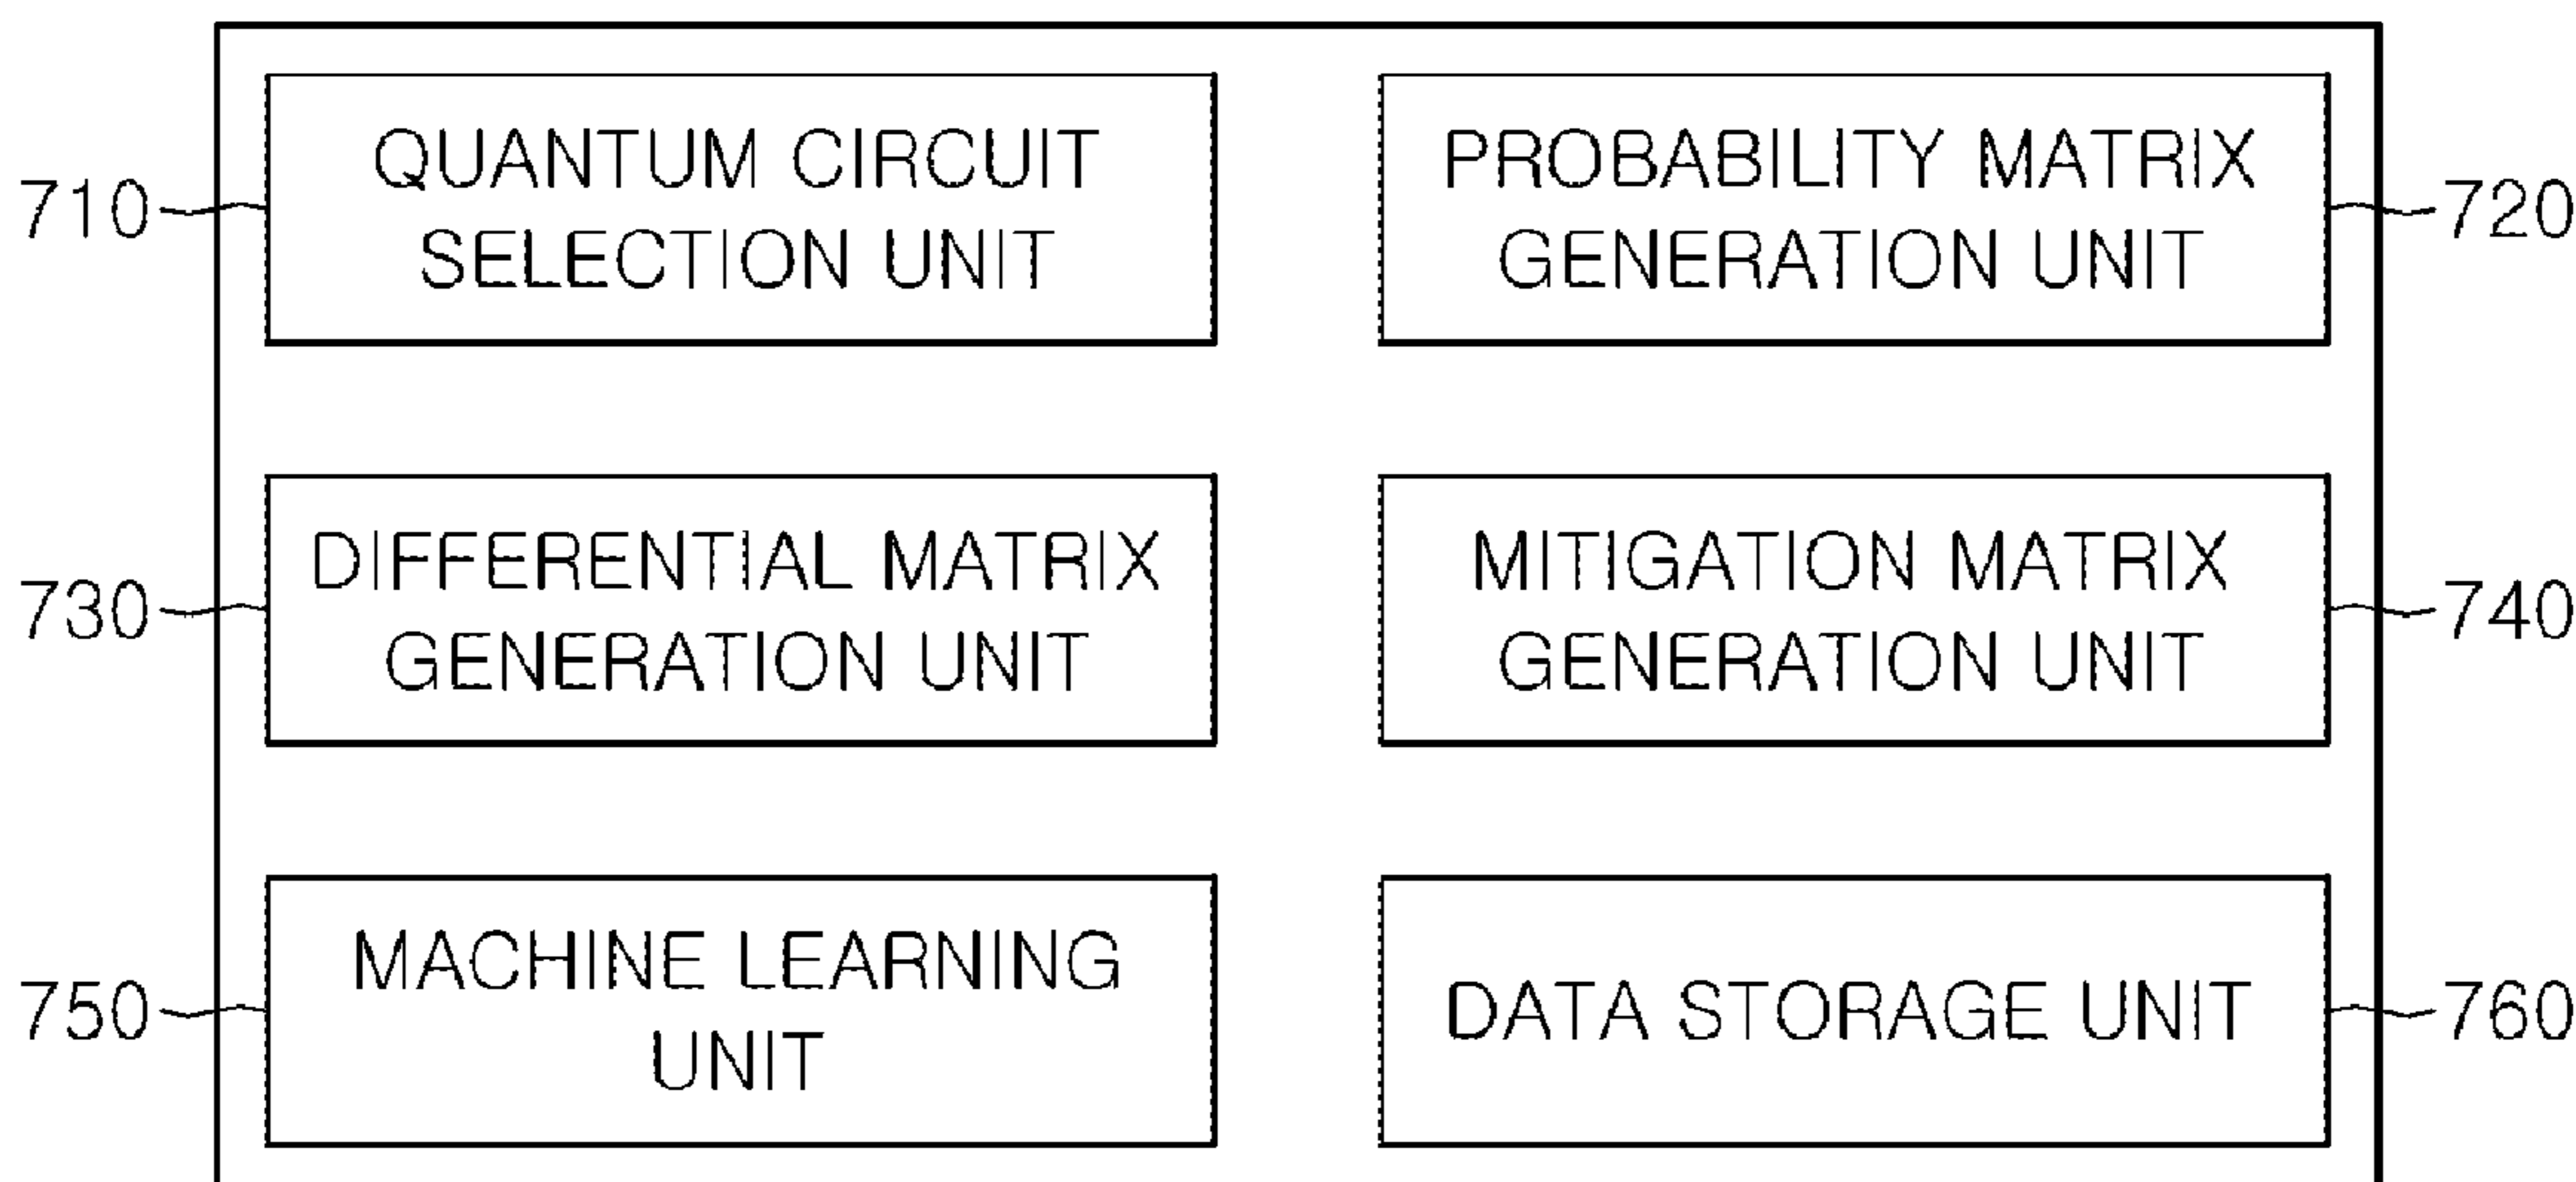 QUANTUM CIRCUIT
SELECTION UNIT
710
PROBABILITY MATRIX
GENERATION UNIT
720
DIFFERENTIAL MATRIX
GENERATION UNIT
730
MITIGATION MATRIX
GENERATION UNIT
740
MACHINE LEARNING
UNIT
750
DATA STORAGE UNIT
760